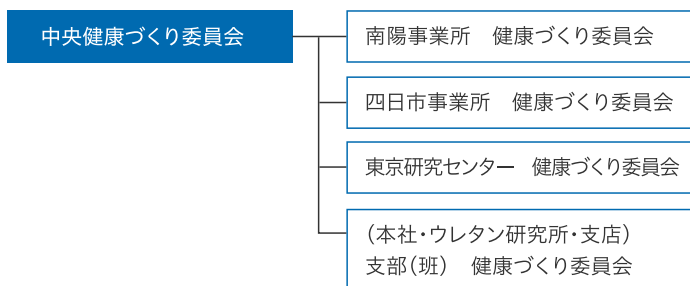 中央健康づくり委員会
南陽事業所　健康づくり委員会
四日市事業所　健康づくり委員会
東京研究センター　健康づくり委員会
（本社・ウレタン研究所・支店）
支部（班）　健康づくり委員会